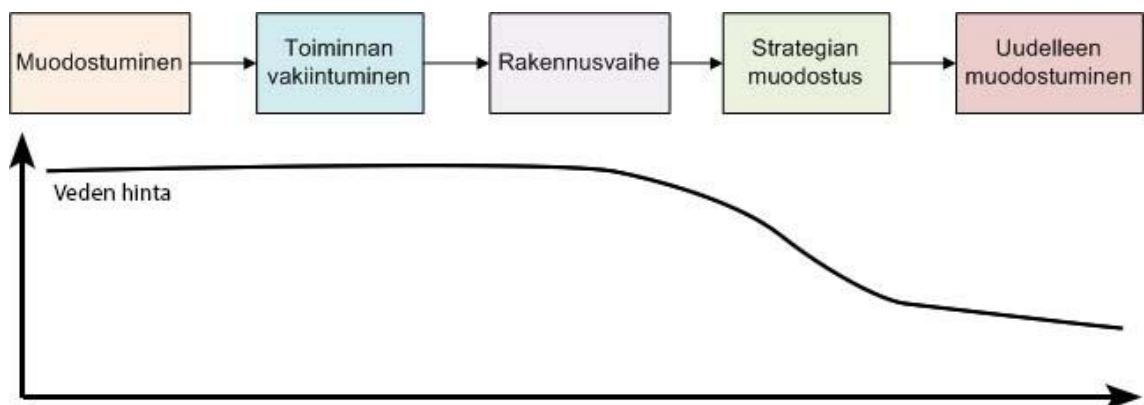 Muodostuminen
Toiminnan
vakiintuminen
Rakennusvaihe
Strategian
muodostus
Uudelleen
muodostuminen
Veden hinta